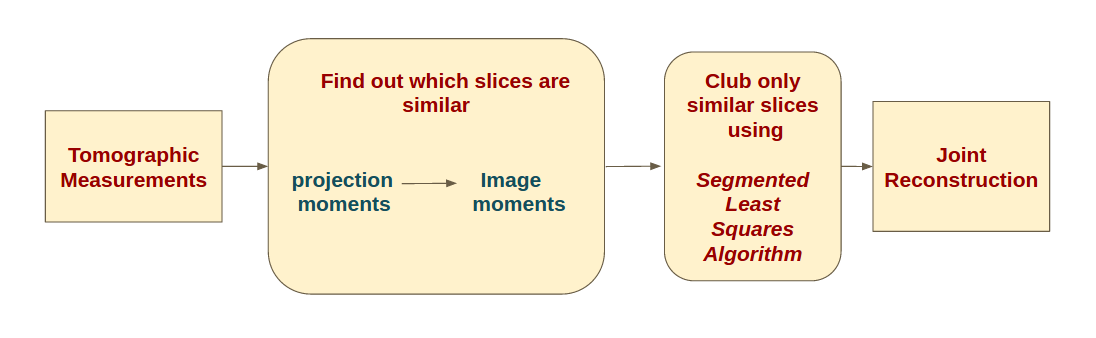 Tomographic
Measurements
Find out which slices are
similar
projection
moments
Image
moments
Club only
similar slices
using
Segmented
Least
Squares
Algorithm
Joint
Reconstruction